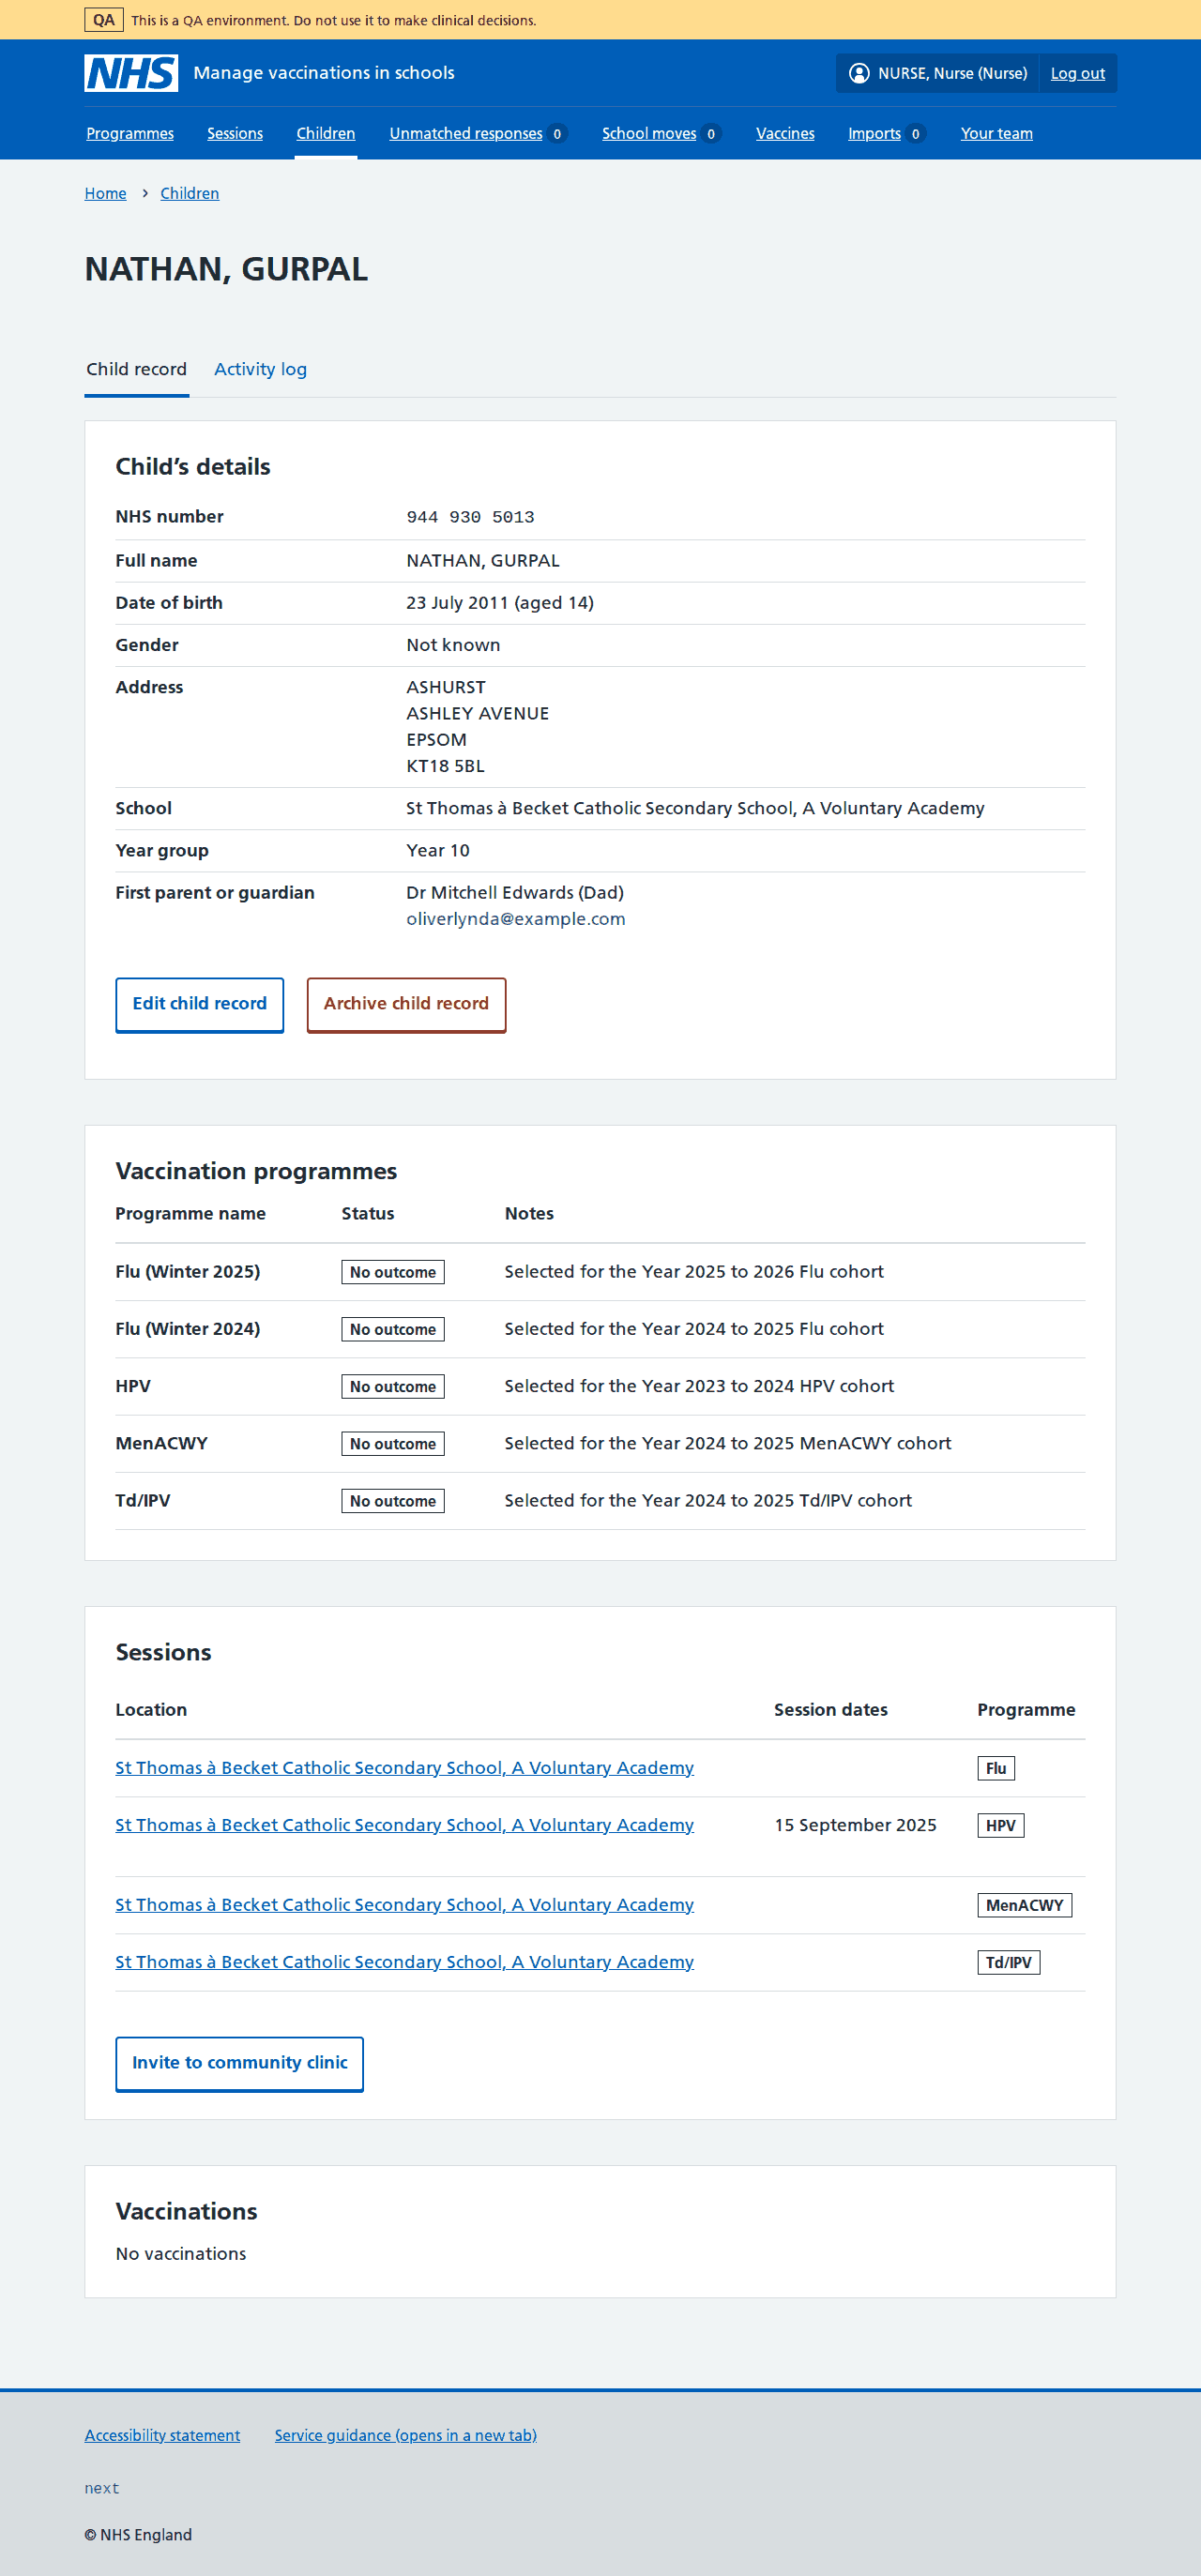 QA This is a QA environment. Do not use it to make clinical decisions.
NHS Manage vaccinations in schools NURSE, Nurse (Nurse) Log out
Programmes Sessions Children Unmatched responses 0 School moves 0 Vaccines Imports 0 Your team
Home › Children
NATHAN, GURPAL
Child record Activity log
Child’s details
NHS number 944 930 5013
Full name NATHAN, GURPAL
Date of birth 23 July 2011 (aged 14)
Gender Not known
Address ASHURST
ASHLEY AVENUE
EPSOM
KT18 5BL
School St Thomas à Becket Catholic Secondary School, A Voluntary Academy
Year group Year 10
First parent or guardian Dr Mitchell Edwards (Dad)
oliverlynda@example.com
Edit child record Archive child record
Vaccination programmes
Programme name Status Notes
Flu (Winter 2025) No outcome Selected for the Year 2025 to 2026 Flu cohort
Flu (Winter 2024) No outcome Selected for the Year 2024 to 2025 Flu cohort
HPV No outcome Selected for the Year 2023 to 2024 HPV cohort
MenACWY No outcome Selected for the Year 2024 to 2025 MenACWY cohort
Td/IPV No outcome Selected for the Year 2024 to 2025 Td/IPV cohort
Sessions
Location Session dates Programme
St Thomas à Becket Catholic Secondary School, A Voluntary Academy Flu
St Thomas à Becket Catholic Secondary School, A Voluntary Academy 15 September 2025 HPV
St Thomas à Becket Catholic Secondary School, A Voluntary Academy MenACWY
St Thomas à Becket Catholic Secondary School, A Voluntary Academy Td/IPV
Invite to community clinic
Vaccinations
No vaccinations
Accessibility statement Service guidance (opens in a new tab)
next
© NHS England